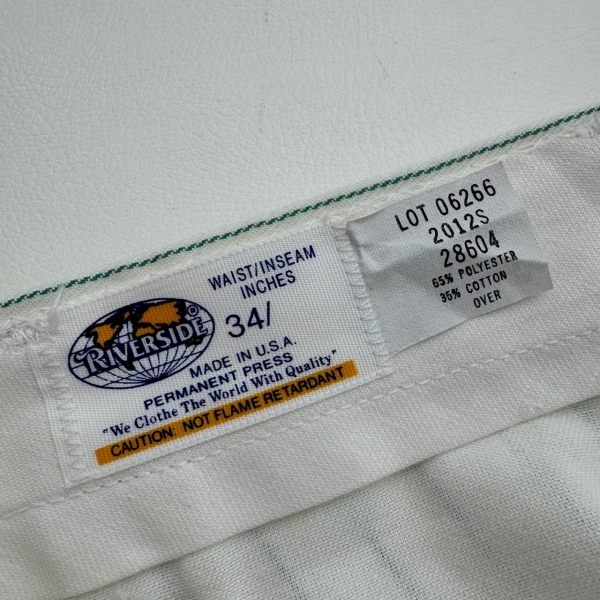 RIVERSIDE®
WAIST/INSEAM
INCHES
34/
MADE IN U.S.A.
PERMANENT PRESS
"We Clothe The World With Quality"
CAUTION: NOT FLAME RETARDANT
LOT 06266
2012S
28604
65% POLYESTER
35% COTTON
OVER